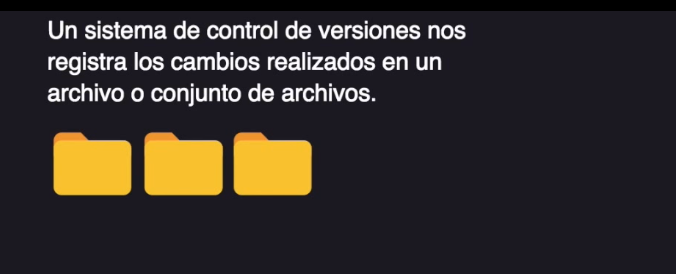 Un sistema de control de versiones nos
registra los cambios realizados en un
archivo o conjunto de archivos.